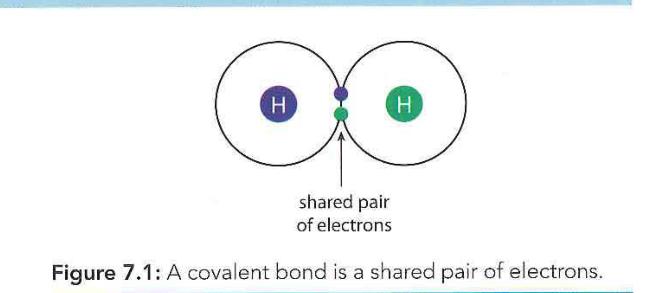 H H
shared pair
of electrons
Figure 7.1: A covalent bond is a shared pair of electrons.